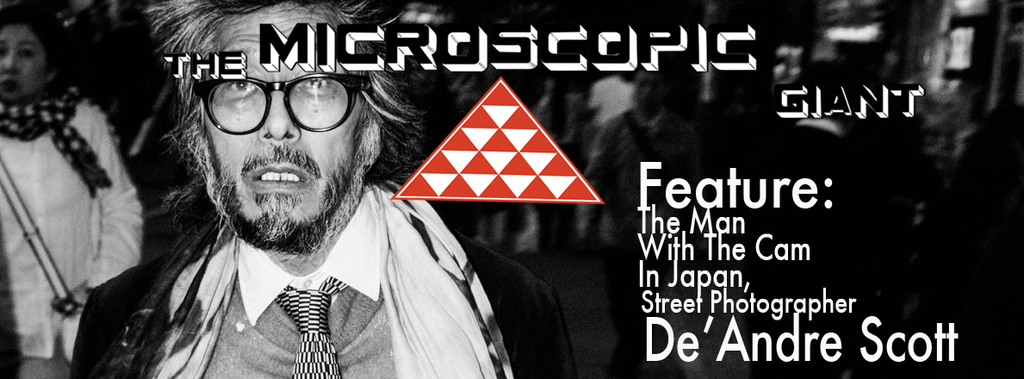 THE MICROSCOPIC
GIANT
Feature:
The Man
With The Cam
In Japan,
Street Photographer
De'Andre Scott